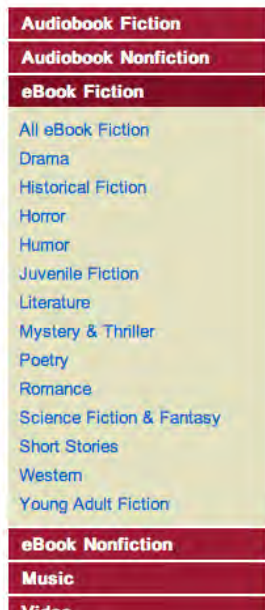 Audiobook Fiction
Audiobook Nonfiction
eBook Fiction
All eBook Fiction
Drama
Historical Fiction
Horror
Humor
Juvenile Fiction
Literature
Mystery & Thriller
Poetry
Romance
Science Fiction & Fantasy
Short Stories
Western
Young Adult Fiction
eBook Nonfiction
Music
Video